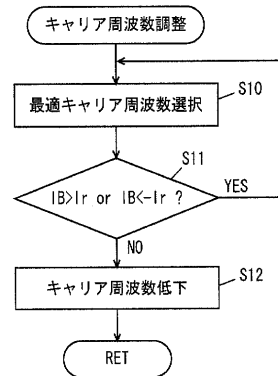 キャリア周波数調整
S10
最適キャリア周波数選択
S11
IB>Ir or IB<-Ir ?
YES
NO
S12
キャリア周波数低下
RET